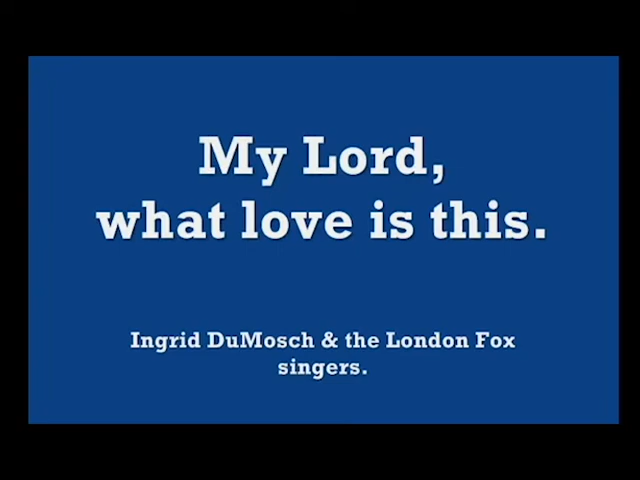 My Lord,
what love is this.
Ingrid DuMosch & the London Fox
singers.